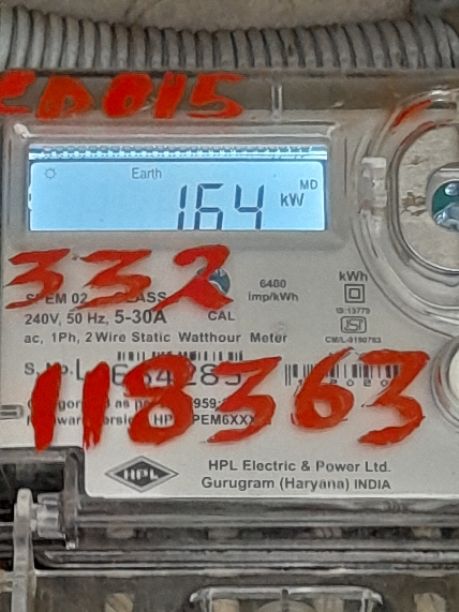 CD015
Earth
MD
164 kW
332
6400
imp/kWh
kWh
CAL
240V, 50 Hz, 5-30A
ac, 1Ph, 2 Wire Static Watthour Meter
118363
HPL
HPL Electric & Power Ltd.
Gurugram (Haryana) INDIA